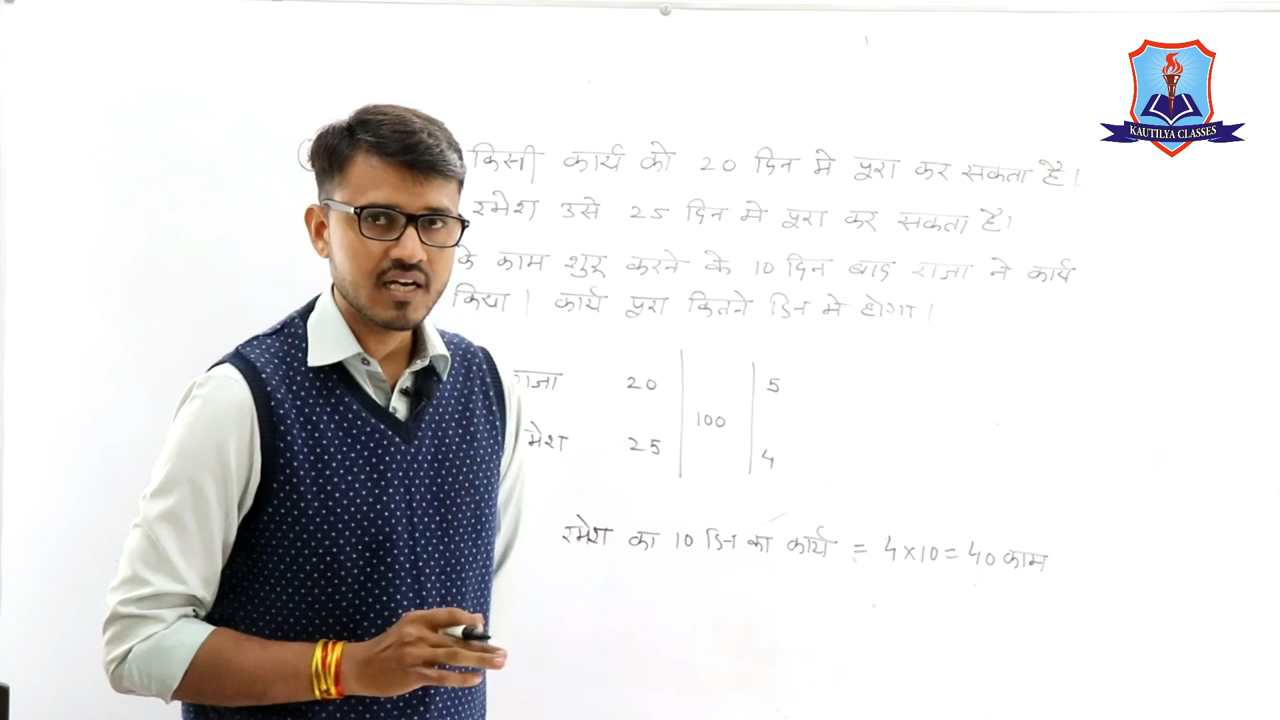 KAUTILYA CLASSES
किसी कार्य को 20 दिन मे पूरा कर सकता है।
रमेश उसे 25 दिन मे पूरा कर सकता है।
के काम शुरू करने के 10 दिन बाद राजा ने कार्य
किया। कार्य पूरा कितने दिन मे होगा।
राजा 20 5
100
मेश 25 4
रमेश का 10 दिन का कार्य = 4×10 = 40 काम